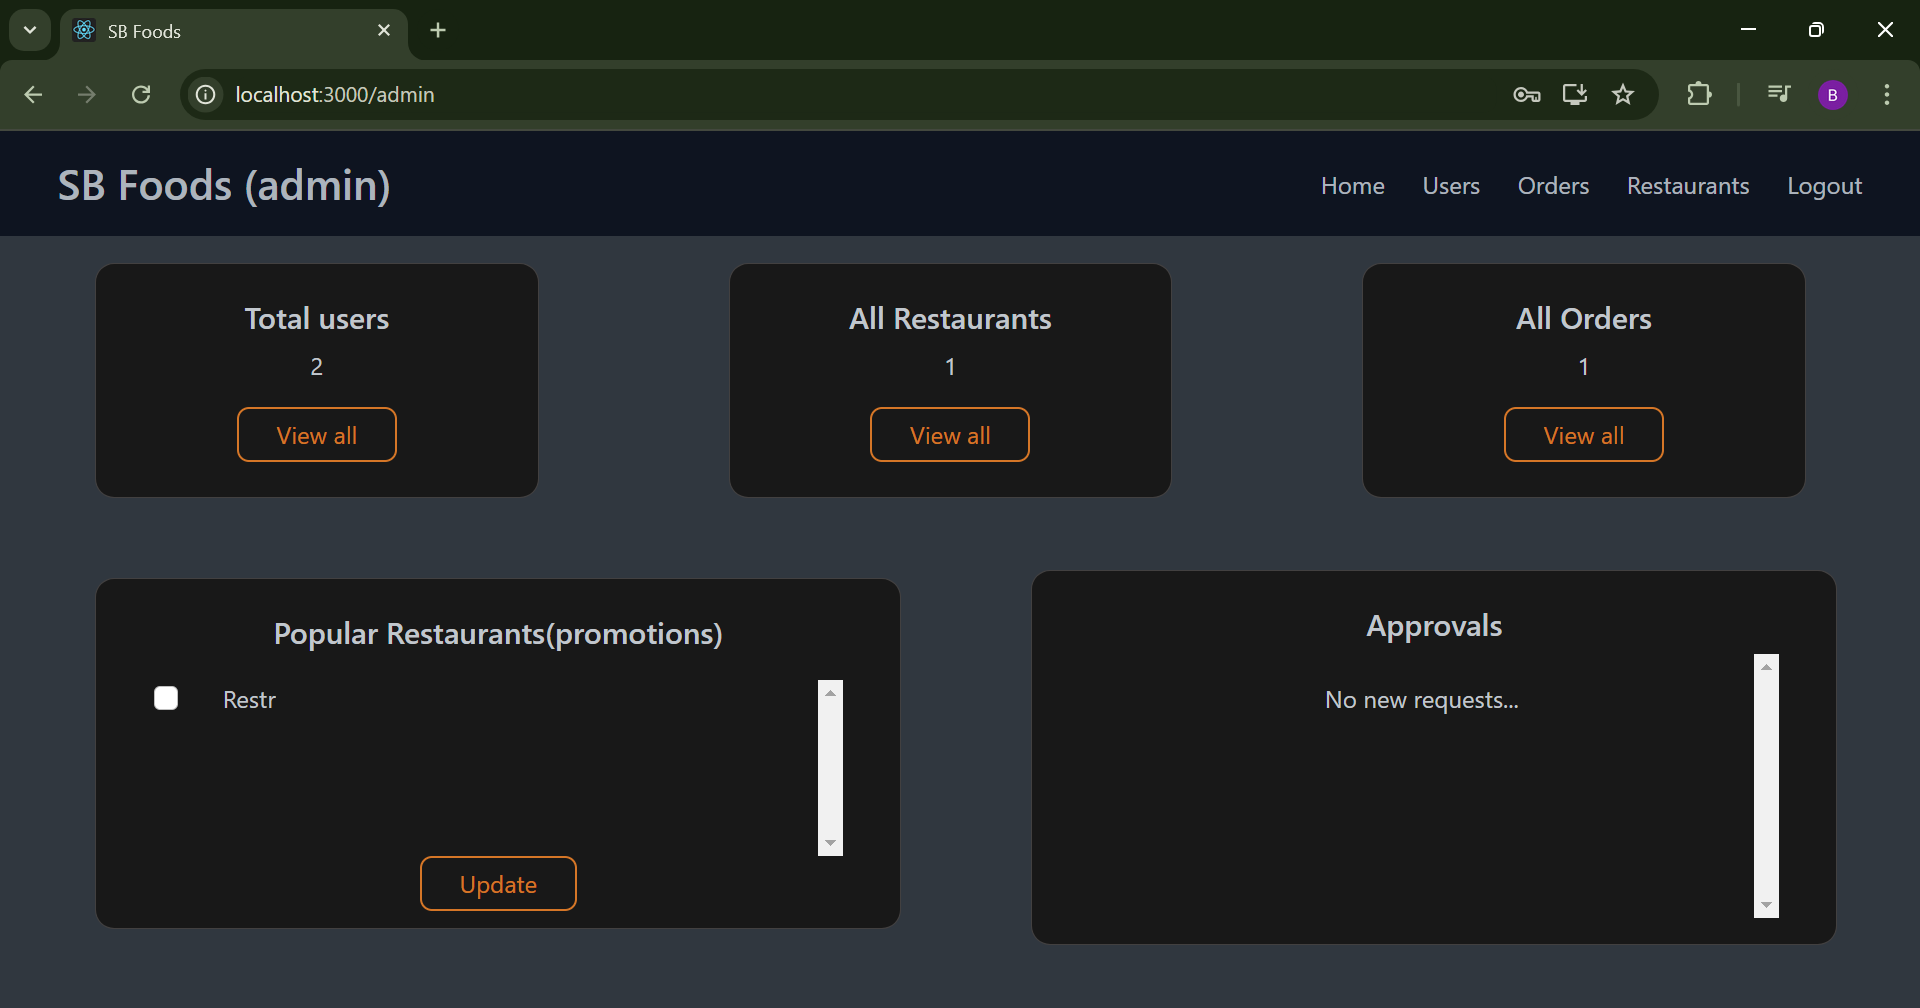 SB Foods
localhost:3000/admin
B
SB Foods (admin)
Home Users Orders Restaurants Logout
Total users
2
View all
All Restaurants
1
View all
All Orders
1
View all
Popular Restaurants(promotions)
Restr
Update
Approvals
No new requests...